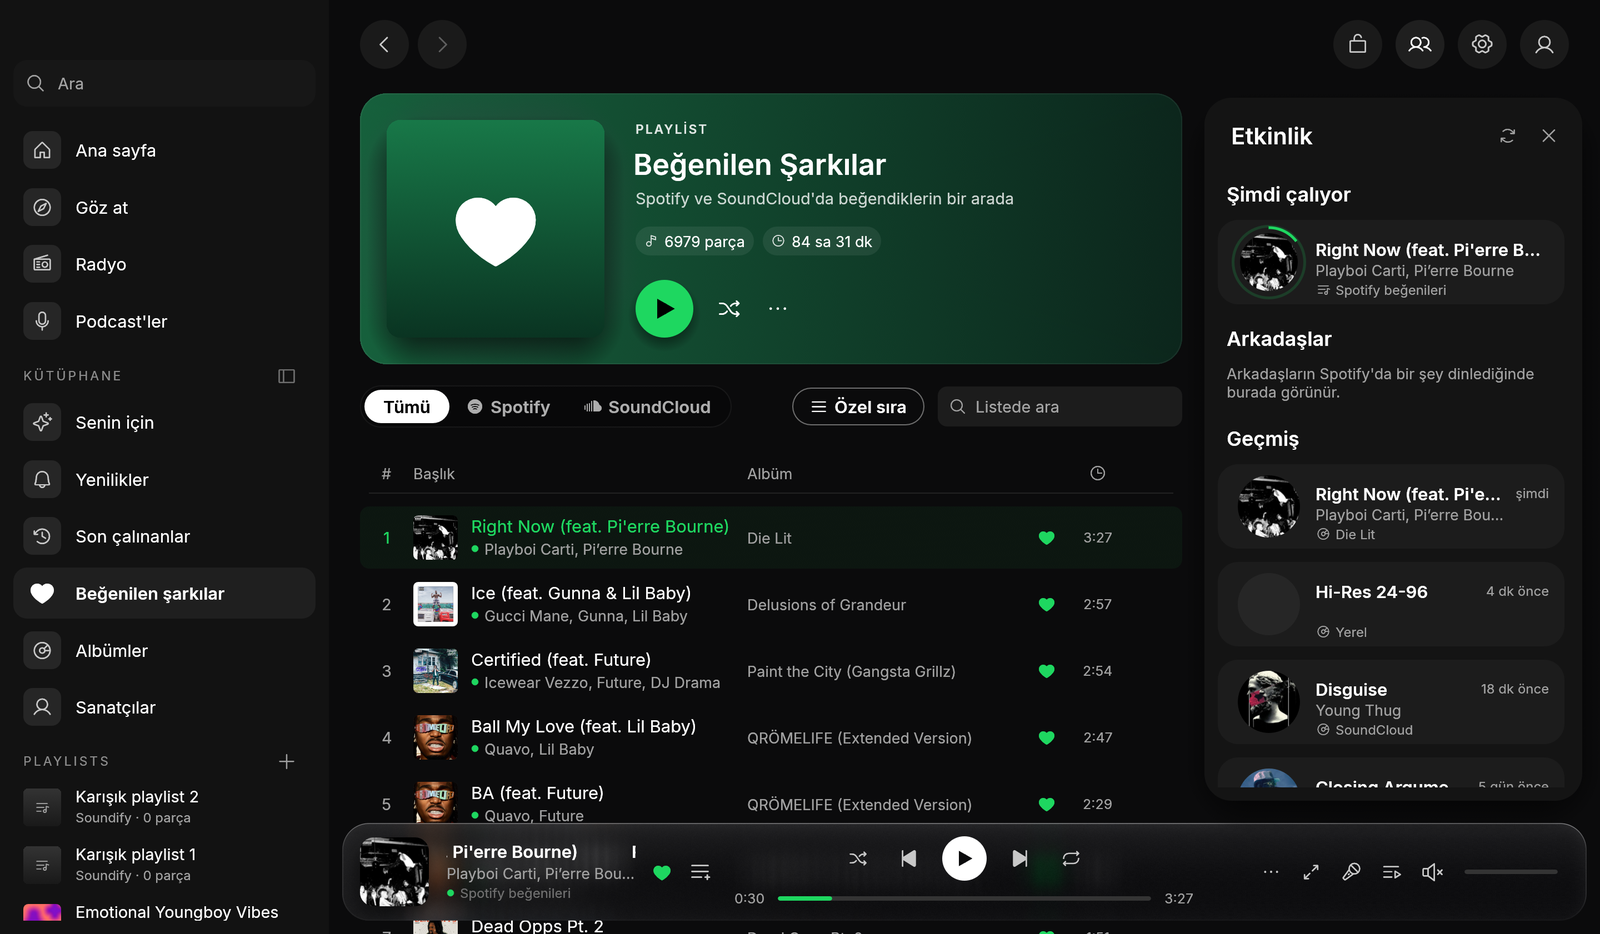 Ara
Ana sayfa
Göz at
Radyo
Podcast'ler
KÜTÜPHANE
Senin için
Yenilikler
Son çalınanlar
Beğenilen şarkılar
Albümler
Sanatçılar
PLAYLISTS
Karışık playlist 2
Soundify · 0 parça
Karışık playlist 1
Soundify · 0 parça
Emotional Youngboy Vibes
PLAYLİST
Beğenilen Şarkılar
Spotify ve SoundCloud'da beğendiklerin bir arada
6979 parça
84 sa 31 dk
Tümü
Spotify
SoundCloud
Özel sıra
Listede ara
# Başlık Albüm
1 Right Now (feat. Pi'erre Bourne) Die Lit 3:27
Playboi Carti, Pi’erre Bourne
2 Ice (feat. Gunna & Lil Baby) Delusions of Grandeur 2:57
Gucci Mane, Gunna, Lil Baby
3 Certified (feat. Future) Paint the City (Gangsta Grillz) 2:54
Icewear Vezzo, Future, DJ Drama
4 Ball My Love (feat. Lil Baby) QRÖMELIFE (Extended Version) 2:47
Quavo, Lil Baby
5 BA (feat. Future) QRÖMELIFE (Extended Version) 2:29
Quavo, Future
Dead Opps Pt. 2
Etkinlik
Şimdi çalıyor
Right Now (feat. Pi'erre B...
Playboi Carti, Pi’erre Bourne
Spotify beğenileri
Arkadaşlar
Arkadaşların Spotify'da bir şey dinlediğinde
burada görünür.
Geçmiş
Right Now (feat. Pi'e... şimdi
Playboi Carti, Pi’erre Bou...
Die Lit
Hi-Res 24-96 4 dk önce
Yerel
Disguise 18 dk önce
Young Thug
SoundCloud
Closing Argume... 5 gün önce
Pi'erre Bourne)
Playboi Carti, Pi’erre Bou...
Spotify beğenileri
0:30
3:27